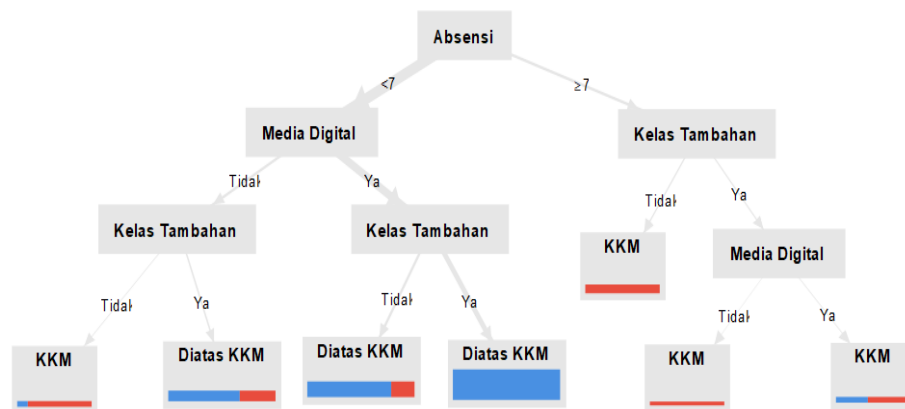 Absensi
<7
≥7
Media Digital
Kelas Tambahan
Tidak
Ya
Tidak
Ya
Kelas Tambahan
Kelas Tambahan
KKM
Media Digital
Tidak
Ya
Tidak
Ya
Tidak
Ya
KKM
Diatas KKM
Diatas KKM
Diatas KKM
KKM
KKM